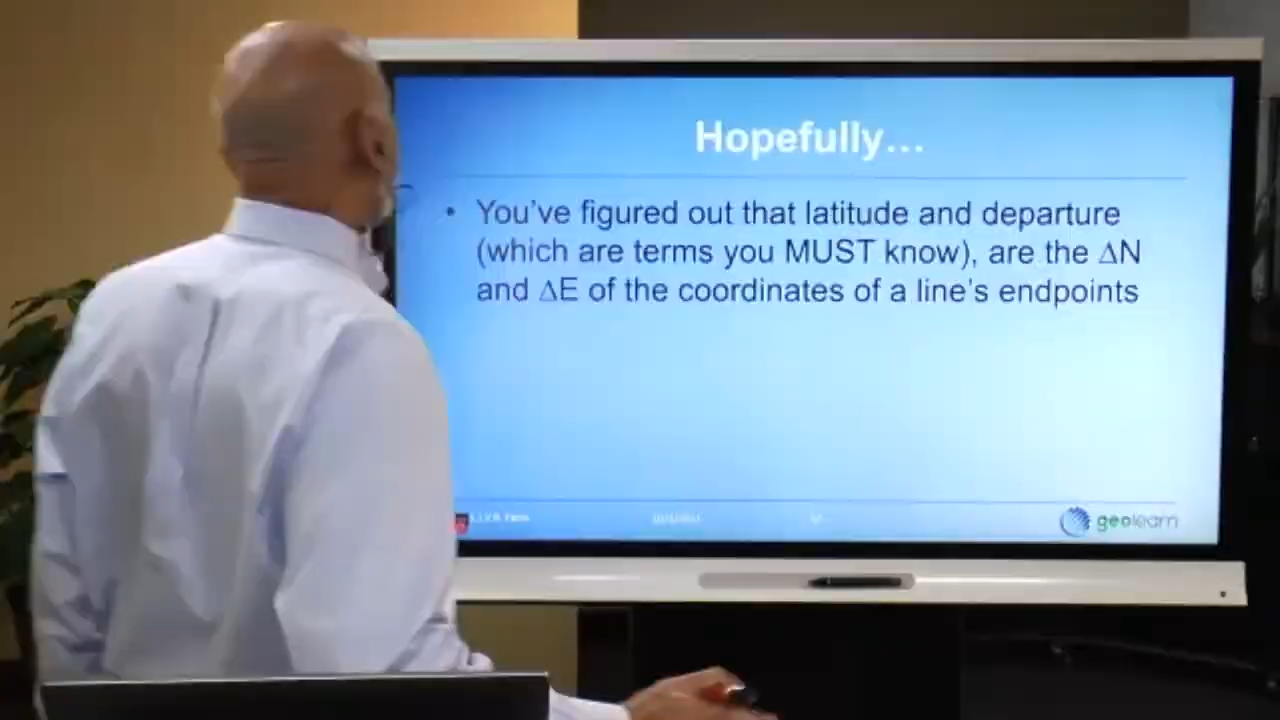 Hopefully...
• You've figured out that latitude and departure
(which are terms you MUST know), are the ΔN
and ΔE of the coordinates of a line's endpoints
geolearn